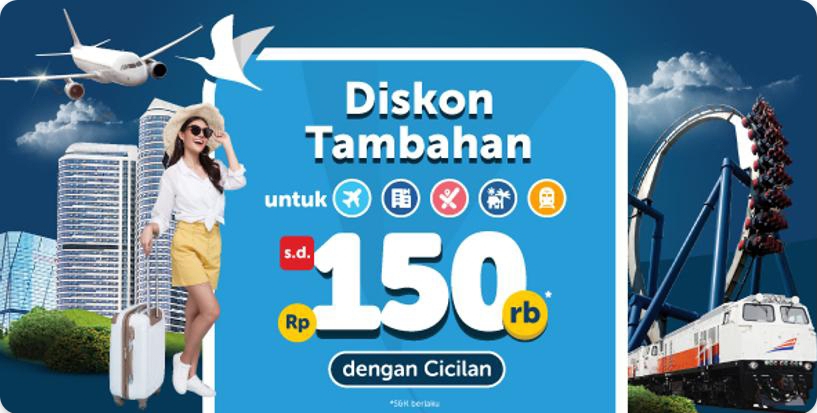 Diskon
Tambahan
untuk
s.d.
Rp 150 rb*
dengan Cicilan
*S&K berlaku